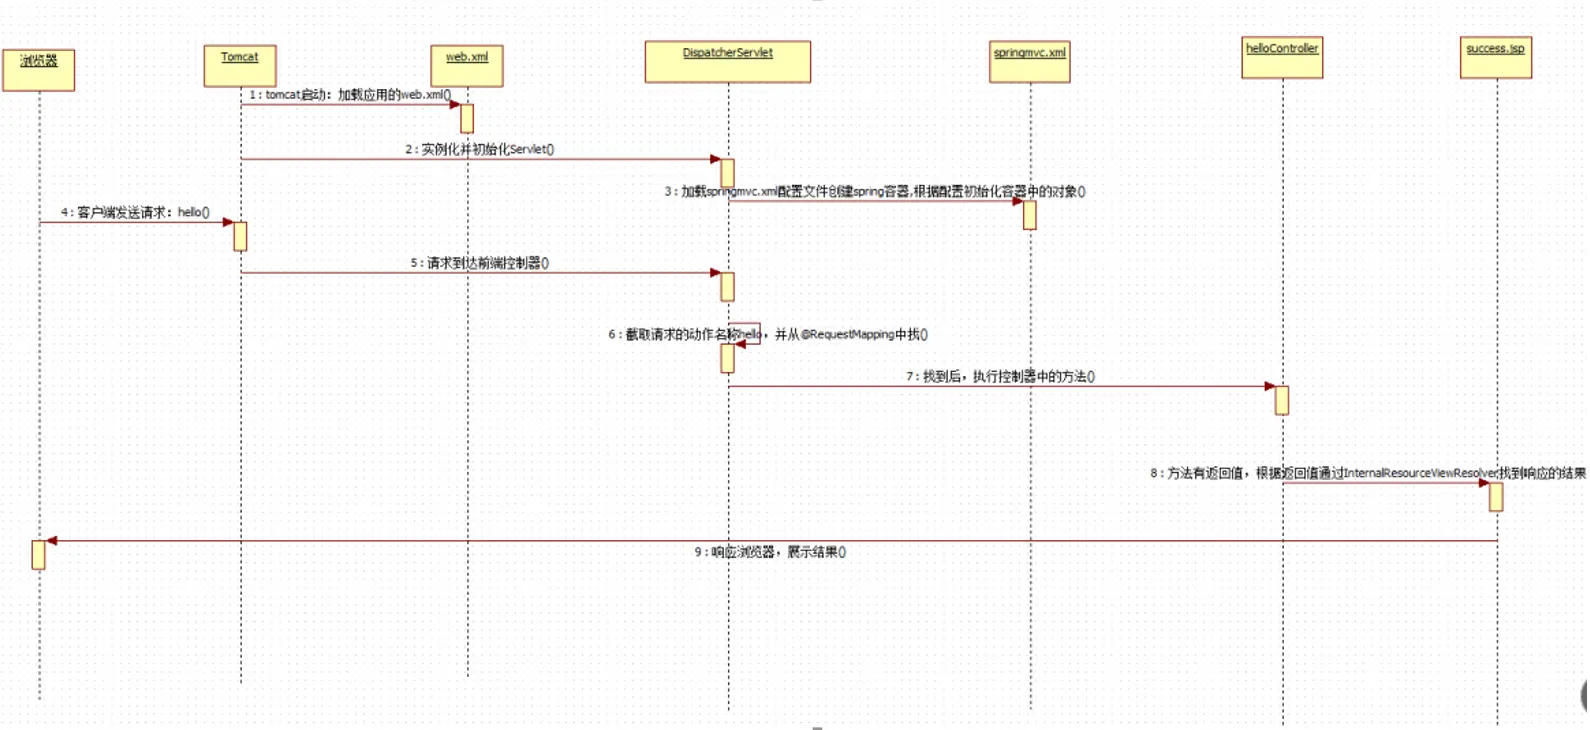 浏览器
Tomcat
web.xml
DispatcherServlet
springmvc.xml
helloController
success.jsp
1 : tomcat启动：加载应用的web.xml()
2 : 实例化并初始化Servlet()
3 : 加载springmvc.xml配置文件创建spring容器,根据配置初始化容器中的对象()
4 : 客户端发送请求：hello()
5 : 请求到达前端控制器()
6 : 截取请求的动作名称hello，并从@RequestMapping中找()
7 : 找到后，执行控制器中的方法()
8 : 方法有返回值，根据返回值通过InternalResourceViewResolver,找到响应的结果
9 : 响应浏览器，展示结果()